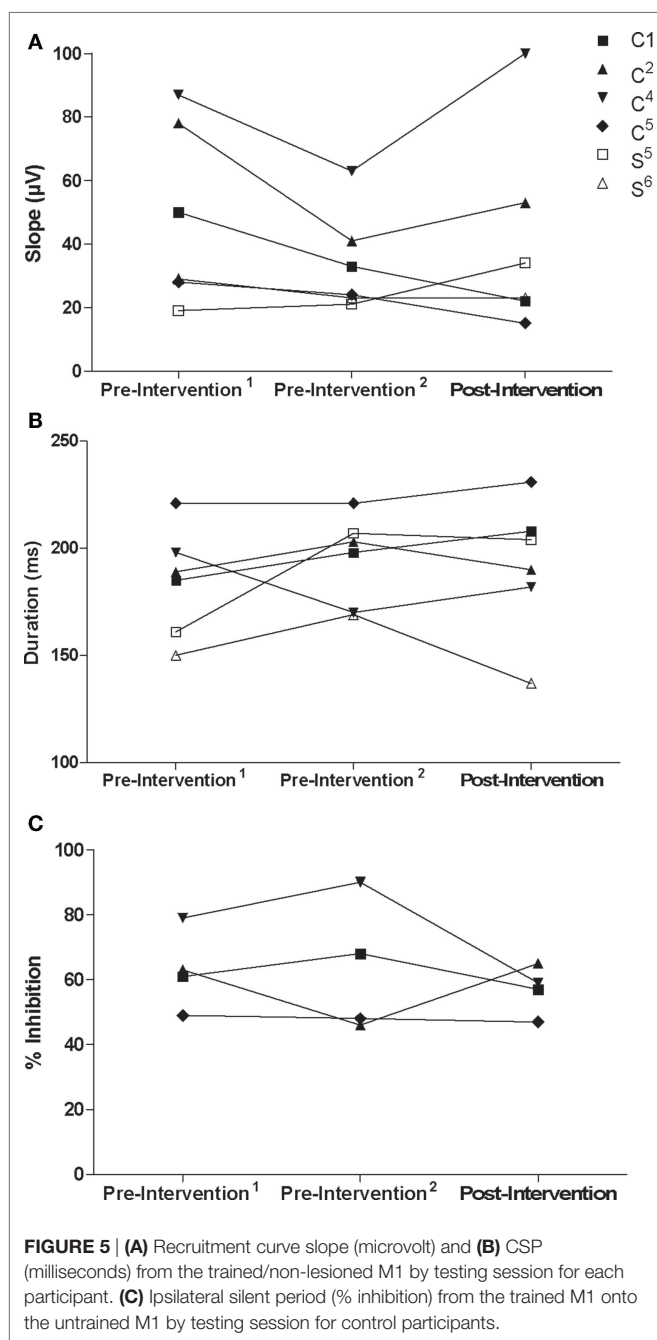 A
100
80
60
40
20
0
Slope (µV)
C1
C²
C⁴
C⁵
S⁵
S⁶
Pre-Intervention ¹ Pre-Intervention ² Post-Intervention
B
250
200
150
100
Duration (ms)
Pre-Intervention ¹ Pre-Intervention ² Post-Intervention
C
100
80
60
40
20
0
% Inhibition
Pre-Intervention ¹ Pre-Intervention ² Post-Intervention
FIGURE 5 | (A) Recruitment curve slope (microvolt) and (B) CSP
(milliseconds) from the trained/non-lesioned M1 by testing session for each
participant. (C) Ipsilateral silent period (% inhibition) from the trained M1 onto
the untrained M1 by testing session for control participants.